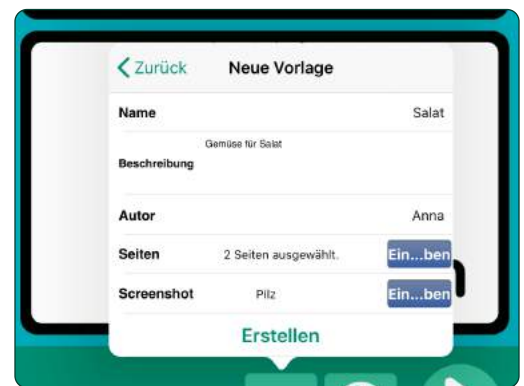 Zurück Neue Vorlage
Name Salat
Gemüse für Salat
Beschreibung
Autor Anna
Seiten 2 Seiten ausgewählt. Ein...ben
Screenshot Pilz Ein...ben
Erstellen